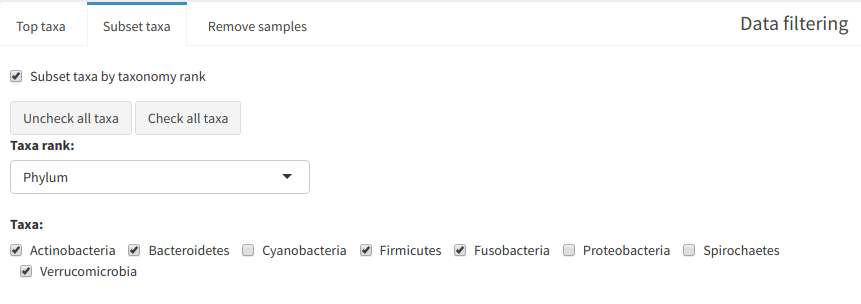 Top taxa Subset taxa Remove samples Data filtering
Subset taxa by taxonomy rank
Uncheck all taxa Check all taxa
Taxa rank:
Phylum
Taxa:
Actinobacteria Bacteroidetes Cyanobacteria Firmicutes Fusobacteria Proteobacteria Spirochaetes
Verrucomicrobia